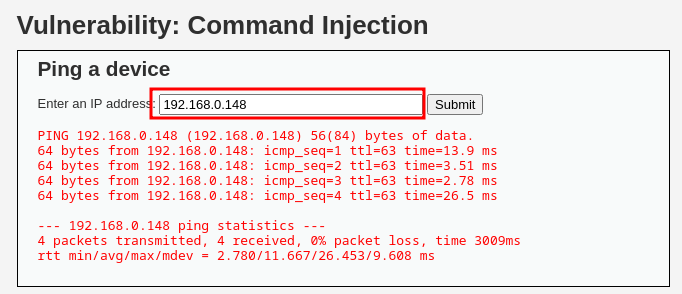 Vulnerability: Command Injection
Ping a device
Enter an IP address: 192.168.0.148 Submit
PING 192.168.0.148 (192.168.0.148) 56(84) bytes of data.
64 bytes from 192.168.0.148: icmp_seq=1 ttl=63 time=13.9 ms
64 bytes from 192.168.0.148: icmp_seq=2 ttl=63 time=3.51 ms
64 bytes from 192.168.0.148: icmp_seq=3 ttl=63 time=2.78 ms
64 bytes from 192.168.0.148: icmp_seq=4 ttl=63 time=26.5 ms
--- 192.168.0.148 ping statistics ---
4 packets transmitted, 4 received, 0% packet loss, time 3009ms
rtt min/avg/max/mdev = 2.780/11.667/26.453/9.608 ms